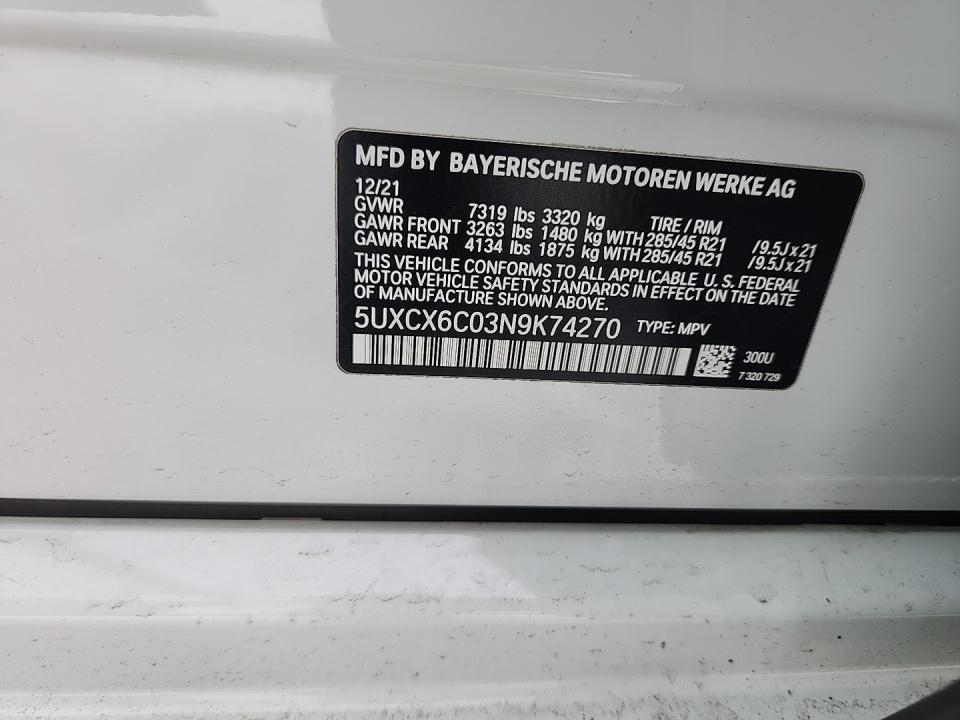 MFD BY BAYERISCHE MOTOREN WERKE AG
12/21
GVWR 7319 lbs 3320 kg TIRE / RIM
GAWR FRONT 3263 lbs 1480 kg WITH 285/45 R21 /9.5J x 21
GAWR REAR 4134 lbs 1875 kg WITH 285/45 R21 /9.5J x 21
THIS VEHICLE CONFORMS TO ALL APPLICABLE U. S. FEDERAL
MOTOR VEHICLE SAFETY STANDARDS IN EFFECT ON THE DATE
OF MANUFACTURE SHOWN ABOVE.
5UXCX6C03N9K74270 TYPE: MPV
300U
7 320 729